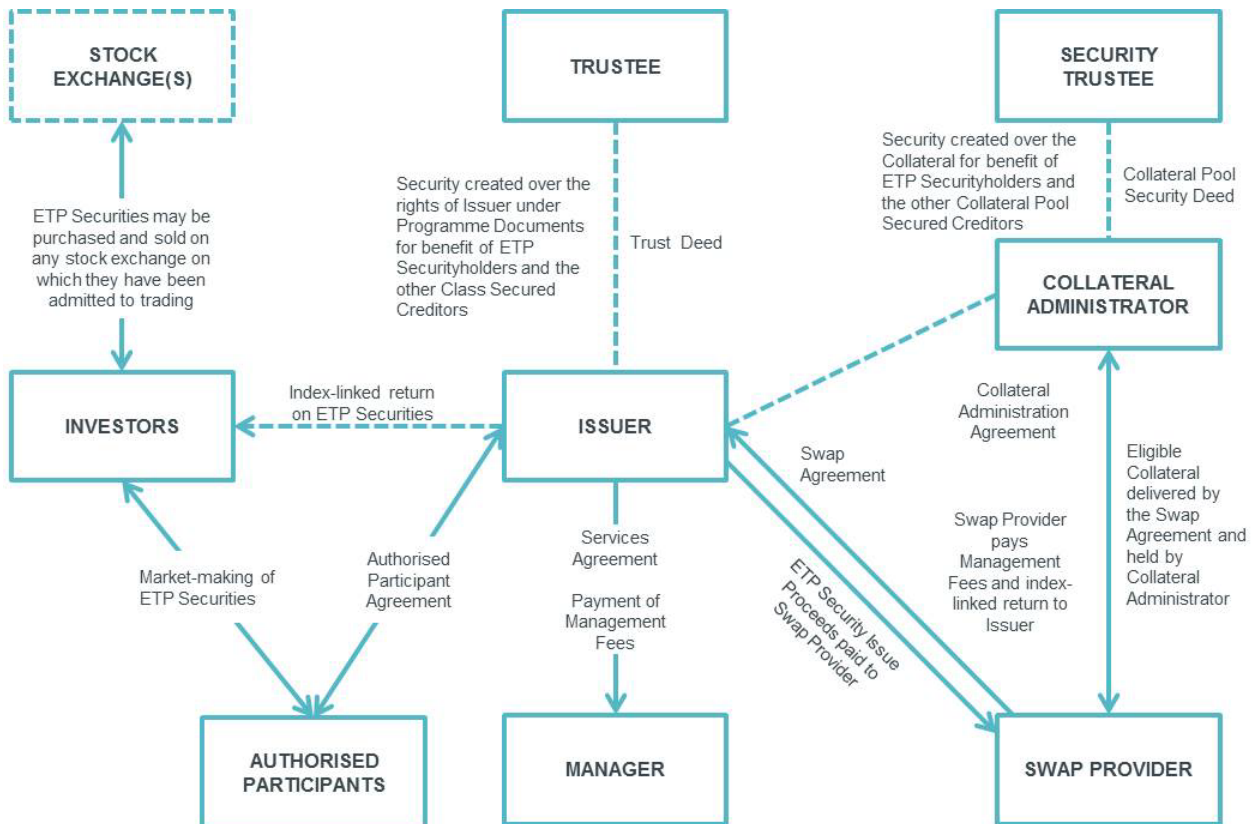 STOCK
EXCHANGE(S)
TRUSTEE
SECURITY
TRUSTEE
ETP Securities may be
purchased and sold on
any stock exchange on
which they have been
admitted to trading
Security created over the
rights of Issuer under
Programme Documents
for benefit of ETP
Securityholders and the
other Class Secured
Creditors
Trust Deed
Security created over the
Collateral for benefit of
ETP Securityholders and
the other Collateral Pool
Secured Creditors
Collateral Pool
Security Deed
COLLATERAL
ADMINISTRATOR
INVESTORS
Index-linked return
on ETP Securities
ISSUER
Collateral
Administration
Agreement
Swap
Agreement
Eligible
Collateral
delivered by
the Swap
Agreement and
held by
Collateral
Administrator
Market-making of
ETP Securities
Authorised
Participant
Agreement
Services
Agreement
Payment of
Management
Fees
ETP Security Issue
Proceeds paid to
Swap Provider
Swap Provider
pays
Management
Fees and index-
linked return to
Issuer
AUTHORISED
PARTICIPANTS
MANAGER
SWAP PROVIDER